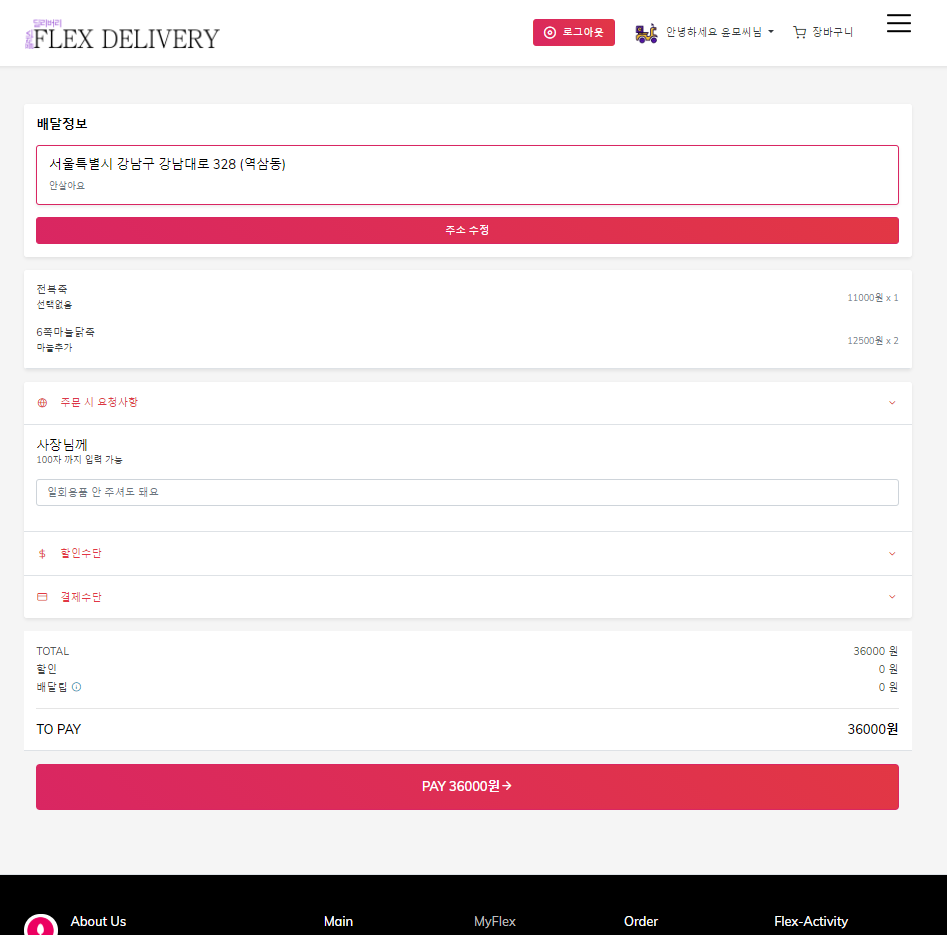 딜리버리
FLEX DELIVERY
로그아웃
안녕하세요 윤모씨님
장바구니
배달정보
서울특별시 강남구 강남대로 328 (역삼동)
안살아요
주소 수정
전복죽
선택없음
11000원 x 1
6쪽마늘닭죽
마늘추가
12500원 x 2
주문 시 요청사항
사장님께
100자 까지 입력 가능
일회용품 안 주셔도 돼요
할인수단
결제수단
TOTAL 36000 원
할인 0 원
배달팁 0 원
TO PAY 36000원
PAY 36000원→
About Us Main MyFlex Order Flex-Activity